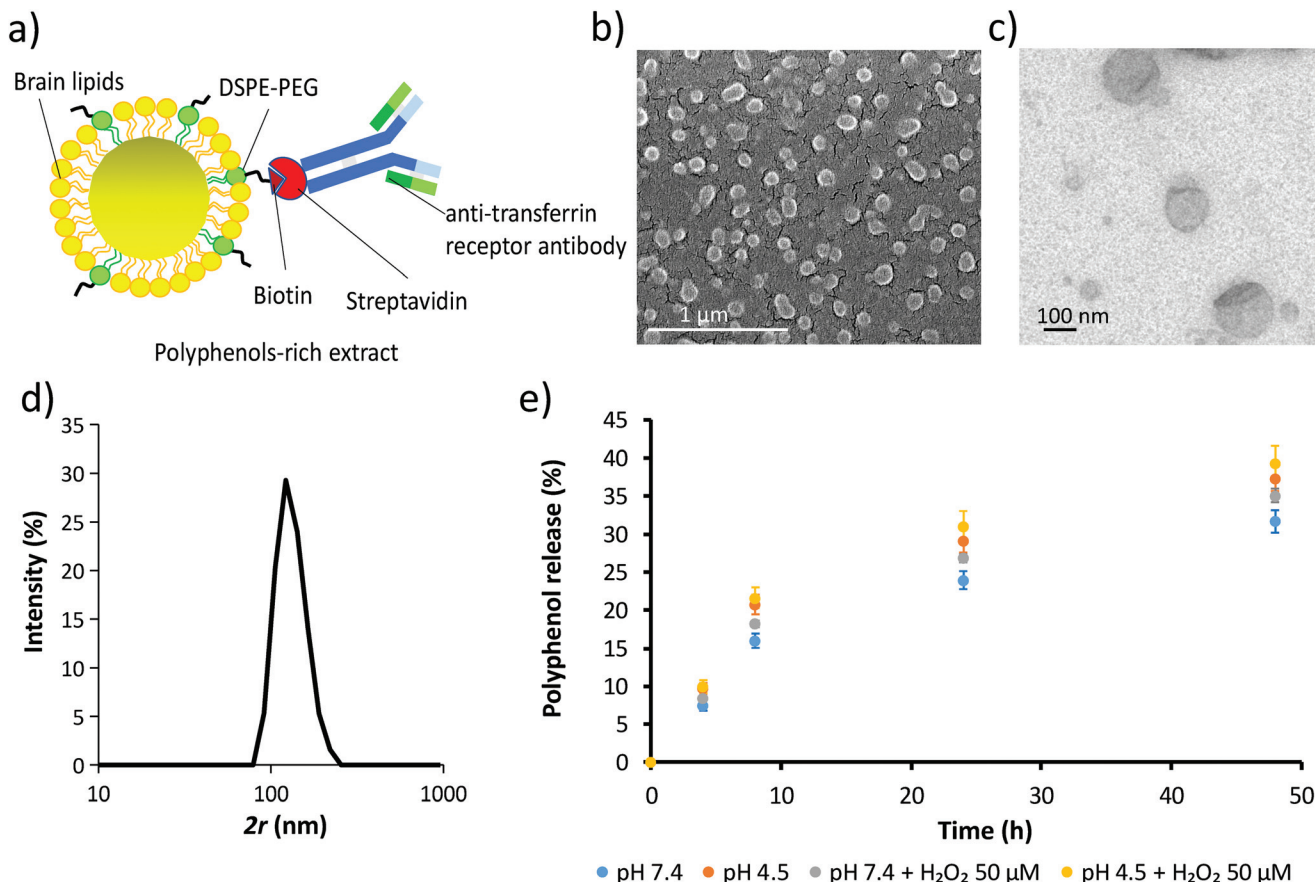 a)
Brain lipids
DSPE-PEG
anti-transferrin
receptor antibody
Biotin
Streptavidin
Polyphenols-rich extract
b)
1 µm
c)
100 nm
d)
35
30
25
20
15
10
5
0
10
100
1000
Intensity (%)
2r (nm)
e)
45
40
35
30
25
20
15
10
5
0
0
10
20
30
40
50
Polyphenol release (%)
Time (h)
pH 7.4
pH 4.5
pH 7.4 + H₂O₂ 50 µM
pH 4.5 + H₂O₂ 50 µM